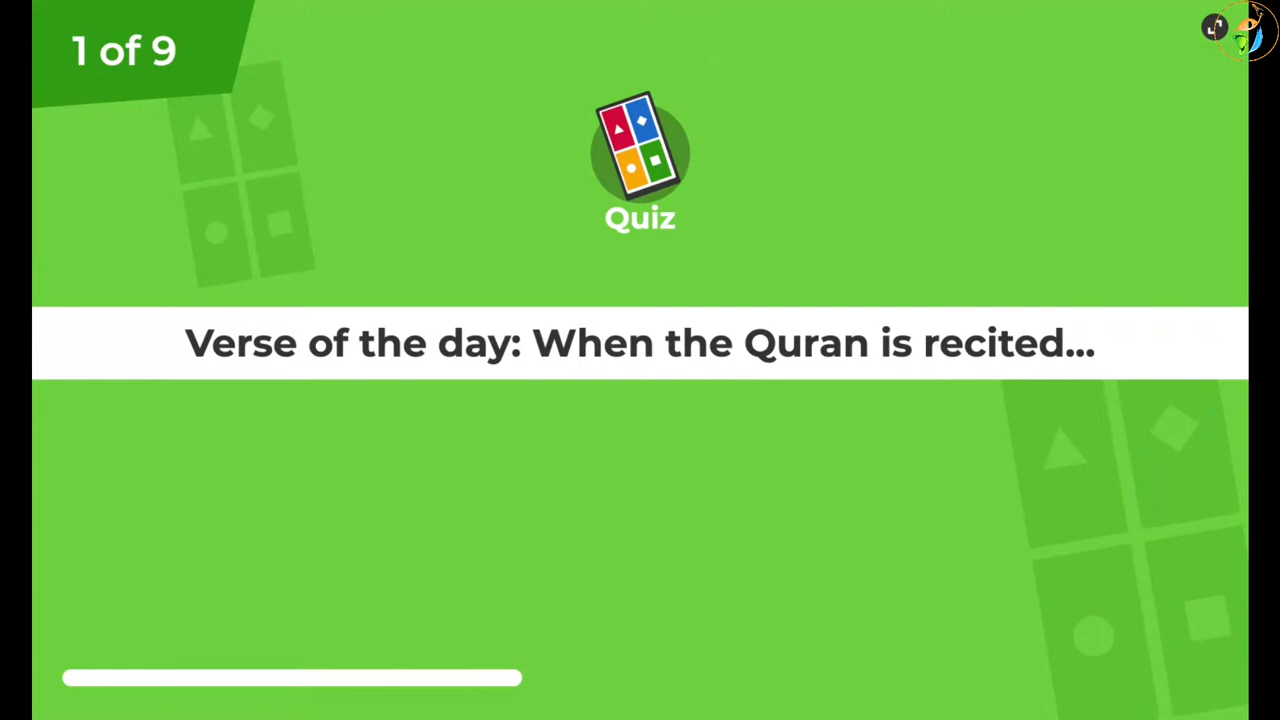 1 of 9
Quiz
Verse of the day: When the Quran is recited...